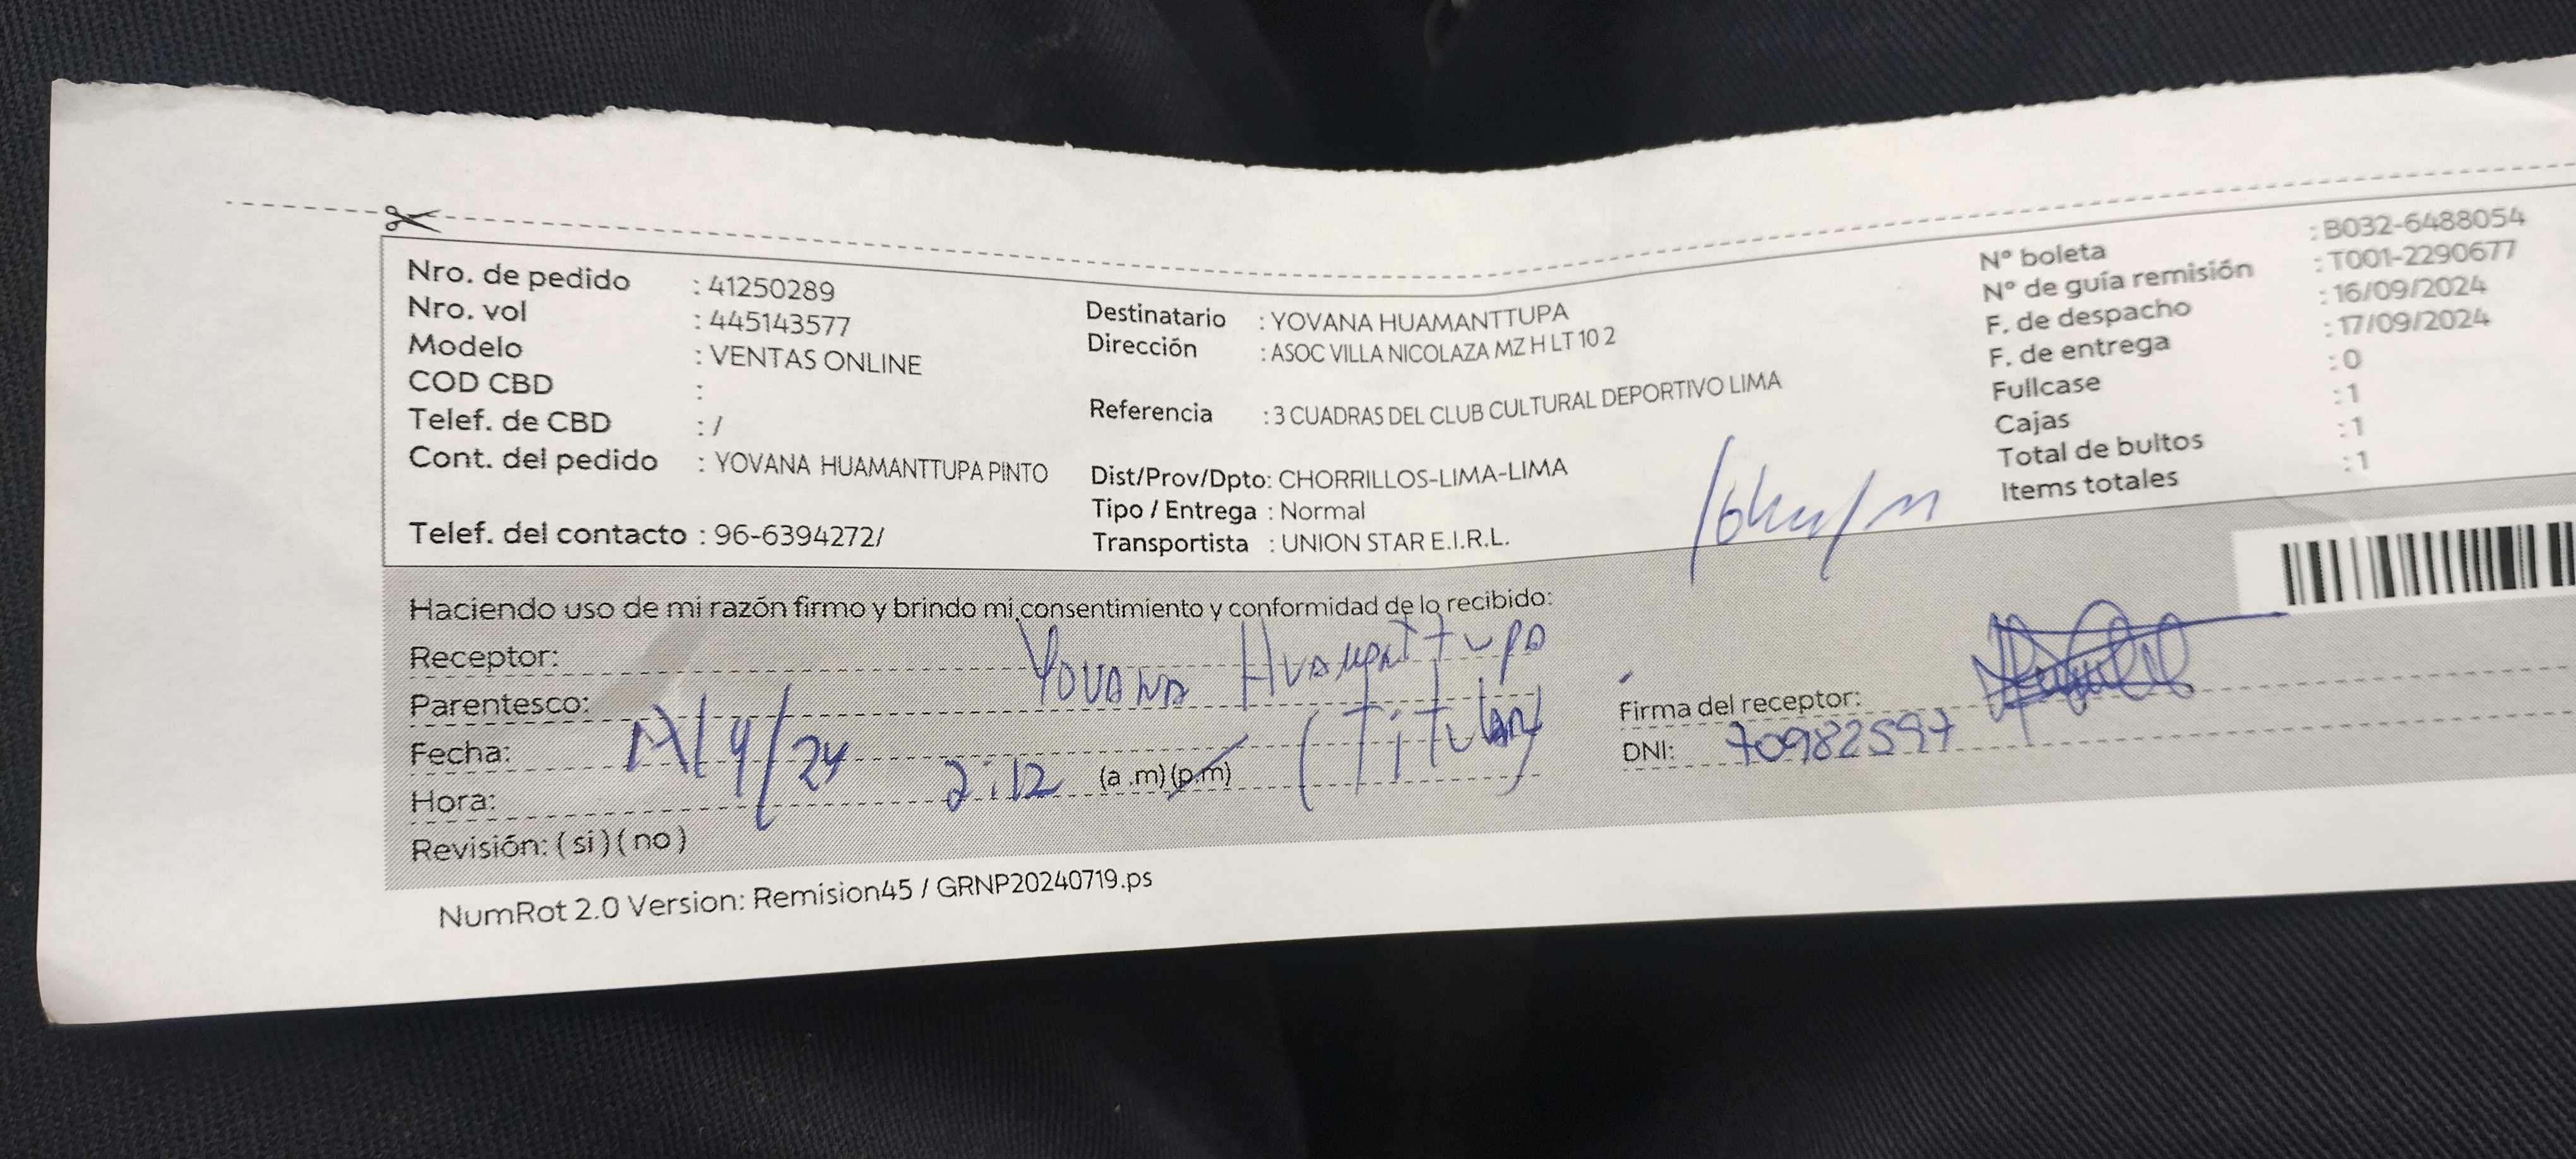 Nro. de pedido : 41250289
Nro. vol : 445143577
Modelo : VENTAS ONLINE
COD CBD :
Telef. de CBD : /
Cont. del pedido : YOVANA HUAMANTTUPA PINTO
Telef. del contacto : 96-6394272/
Destinatario : YOVANA HUAMANTTUPA
Dirección : ASOC VILLA NICOLAZA MZ H LT 10 2
Referencia : 3 CUADRAS DEL CLUB CULTURAL DEPORTIVO LIMA
Dist/Prov/Dpto: CHORRILLOS-LIMA-LIMA
Tipo / Entrega : Normal
Transportista : UNION STAR E.I.R.L.
N° boleta : B032-6488054
N° de guía remisión : T001-2290677
F. de despacho : 16/09/2024
F. de entrega : 17/09/2024
Fullcase : 0
Cajas : 1
Total de bultos : 1
Items totales : 1
Haciendo uso de mi razón firmo y brindo mi consentimiento y conformidad de lo recibido:
Receptor: YOVANA HUAMANTTUPA
Parentesco: (Titular)
Fecha: 17/9/24
Hora: 2:12 (a .m)(p.m)
Revisión: ( si ) ( no )
Firma del receptor:
DNI: 70982597
NumRot 2.0 Version: Remision45 / GRNP20240719.ps